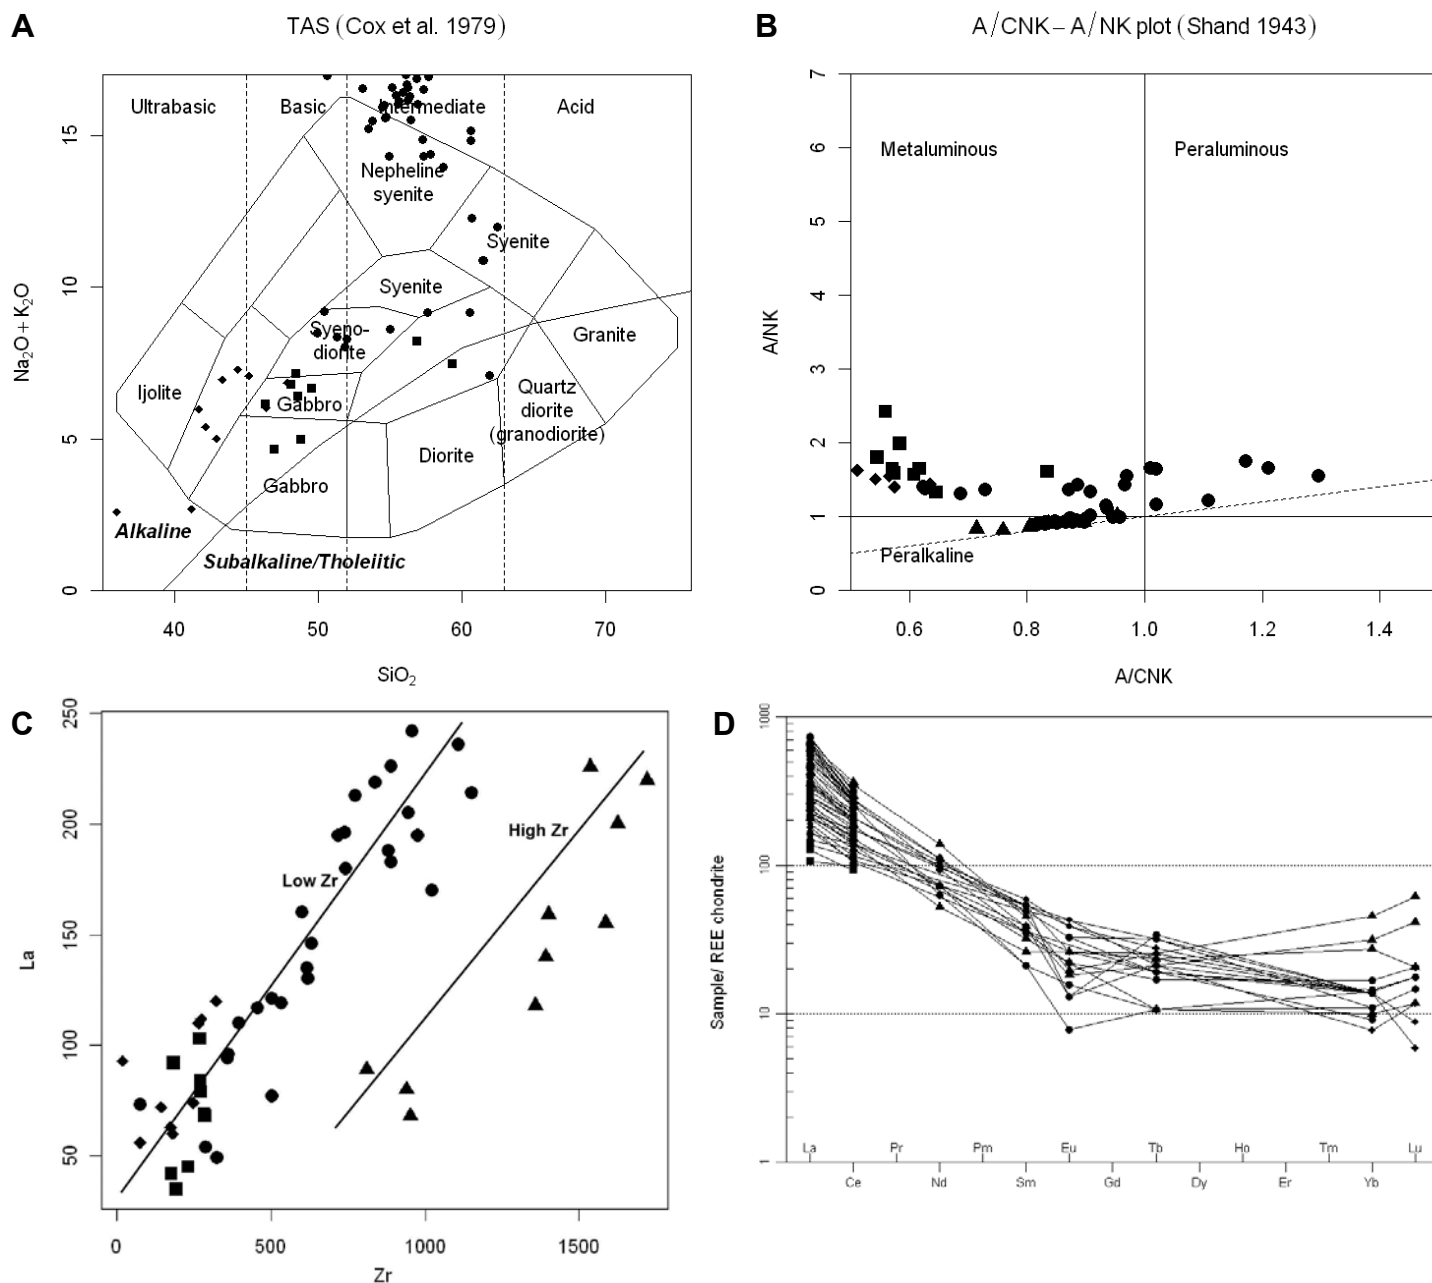 A
TAS (Cox et al. 1979)
Ultrabasic
Basic
Intermediate
Acid
Nepheline
syenite
Syenite
Syenite
Syeno-
diorite
Granite
Ijolite
Gabbro
Quartz
diorite
(granodiorite)
Diorite
Gabbro
Alkaline
Subalkaline/Tholeiitic
Na₂O + K₂O
15
10
5
0
40 50 60 70
SiO₂
B
A/CNK – A/NK plot (Shand 1943)
Metaluminous
Peraluminous
Peralkaline
A/NK
7
6
5
4
3
2
1
0
0.6 0.8 1.0 1.2 1.4
A/CNK
C
High Zr
Low Zr
La
250
200
150
100
50
0 500 1000 1500
Zr
D
Sample/ REE chondrite
1000
100
10
1
La Pr Pm Eu Tb Ho Tm Lu
Ce Nd Sm Gd Dy Er Yb